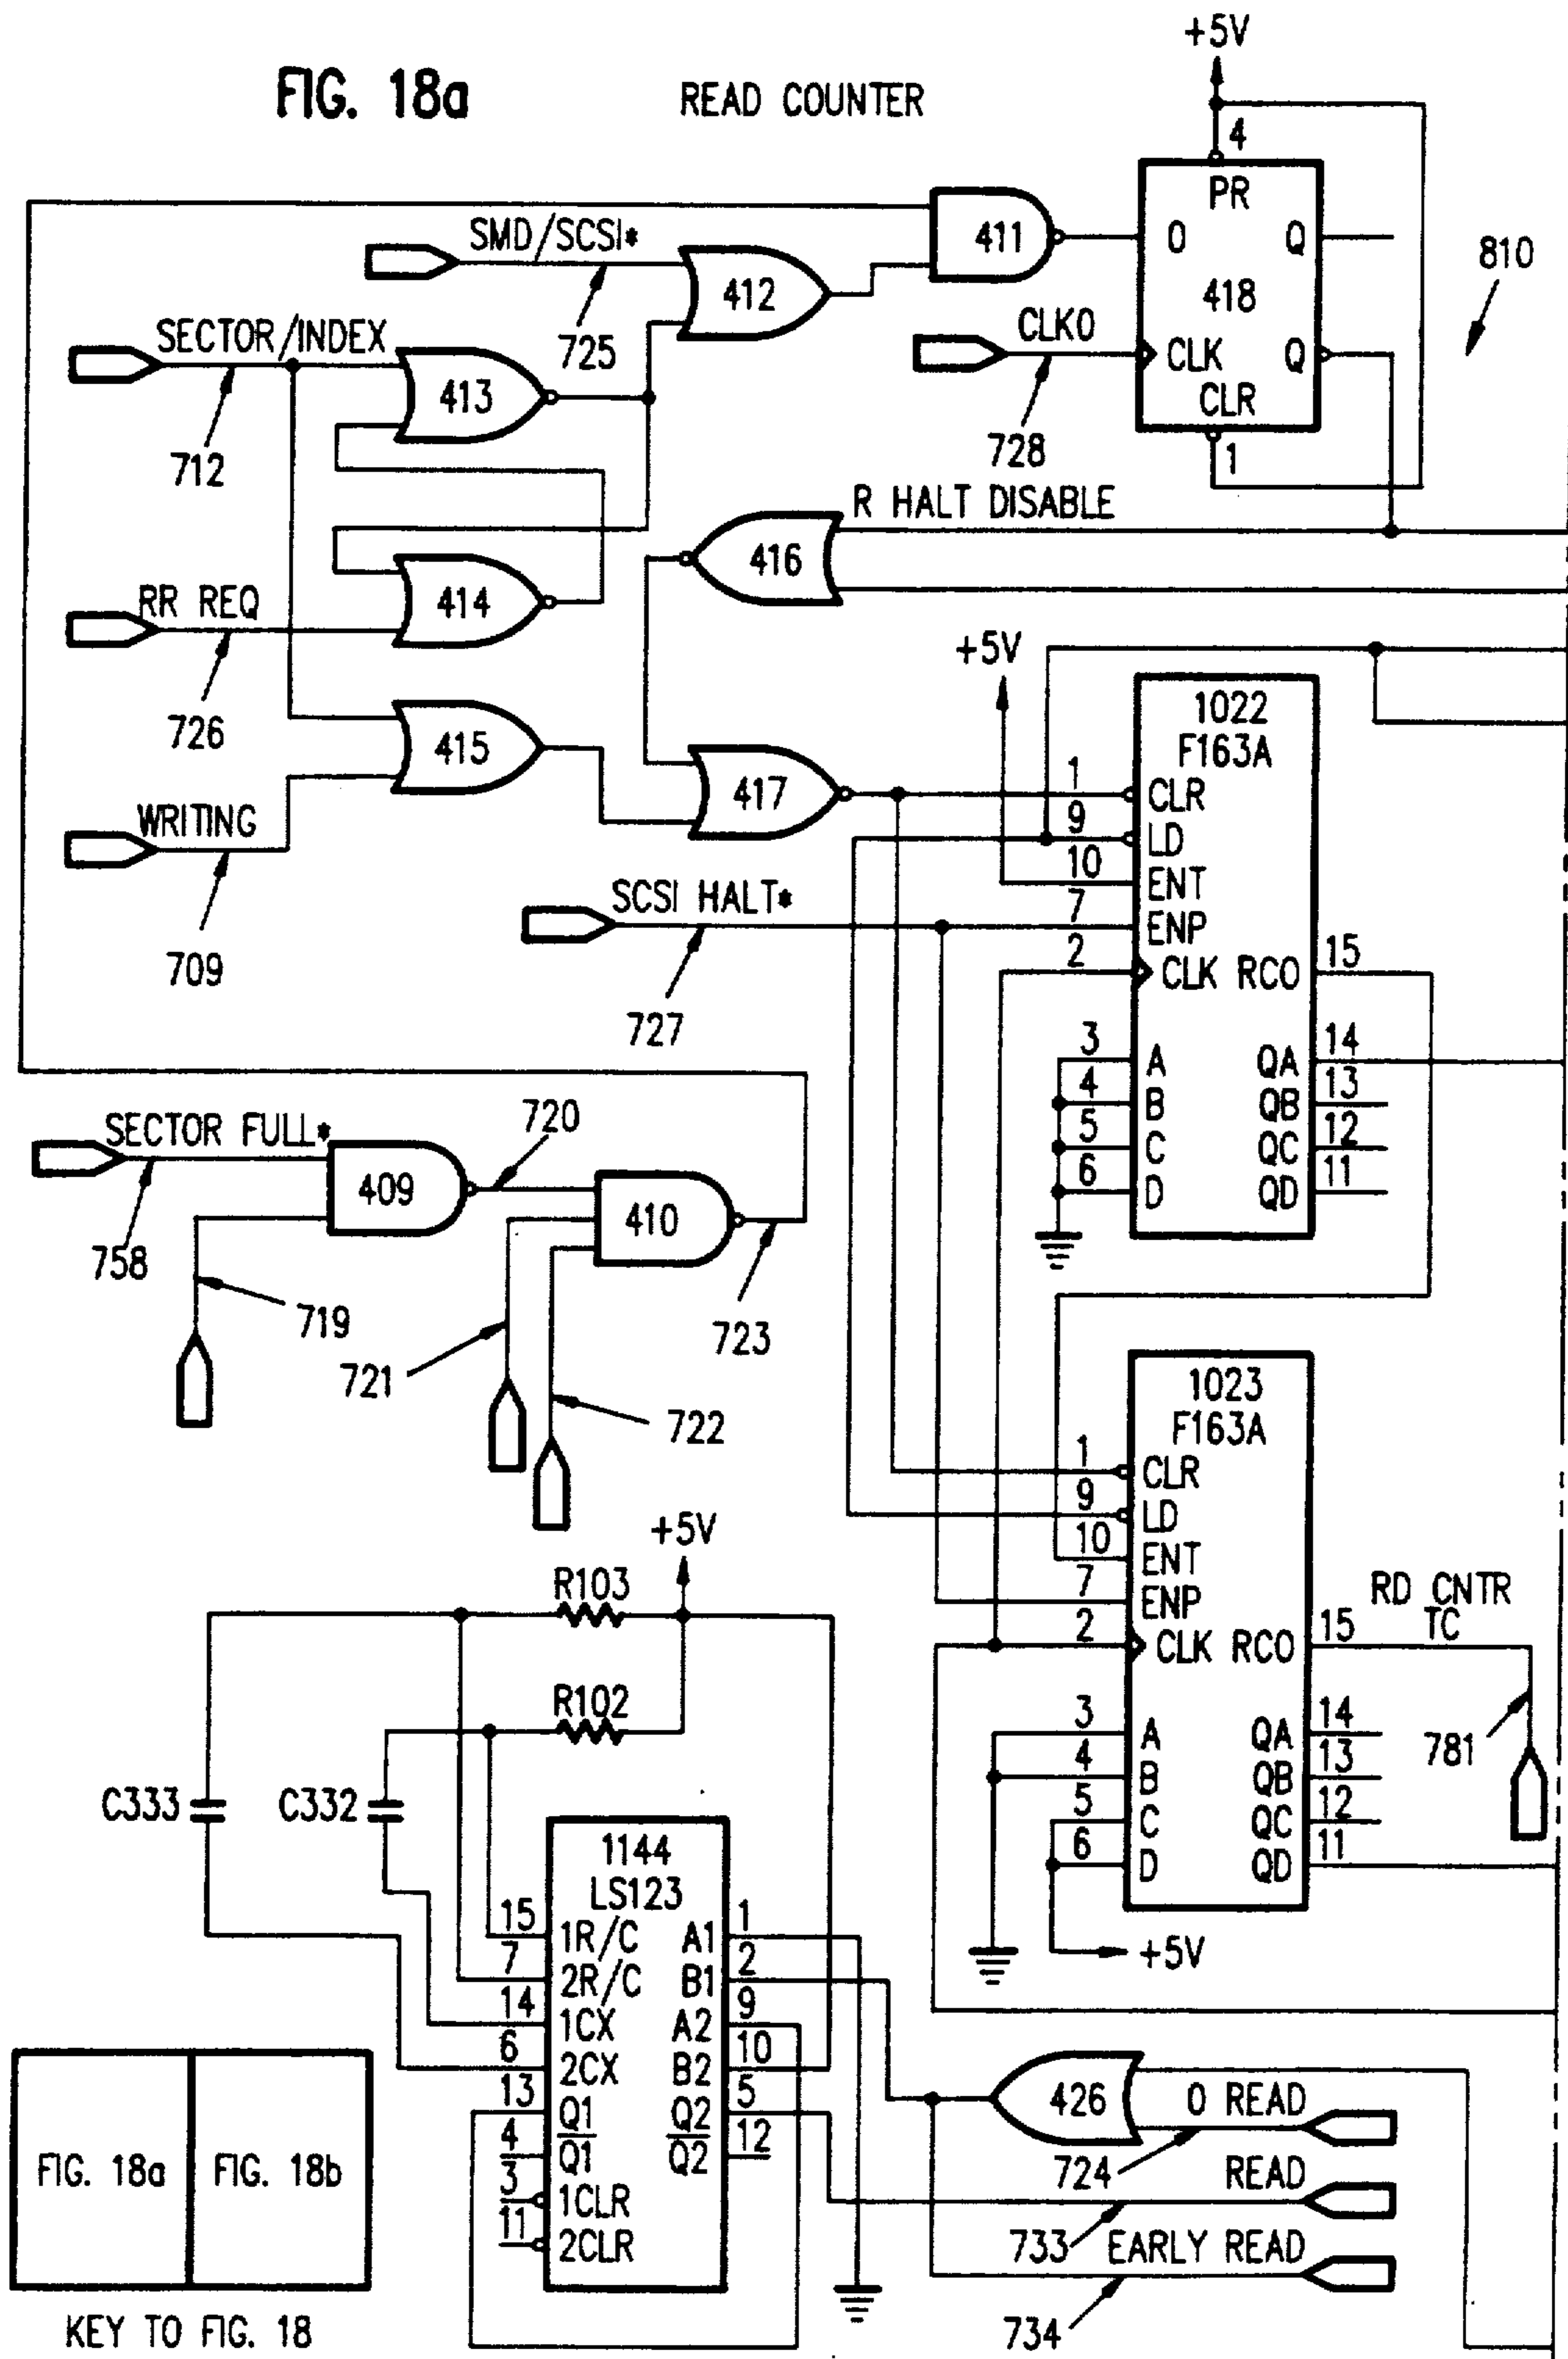 FIG. 18a
READ COUNTER
+5V
4
PR
411
O
Q
418
810
SMD/SCSI*
412
725
CLK0
CLK
Q
CLR
728
1
SECTOR/INDEX
413
712
R HALT DISABLE
416
RR REQ
414
726
+5V
415
417
WRITING
709
SCSI HALT*
727
1022
F163A
1
CLR
9
LD
10
ENT
7
ENP
2
CLK
RCO
15
3
A
QA
14
4
B
QB
13
5
C
QC
12
6
D
QD
11
SECTOR FULL*
409
720
410
758
719
721
722
723
1023
F163A
1
CLR
9
LD
10
ENT
7
ENP
RD CNTR
TC
2
CLK
RCO
15
781
3
A
QA
14
4
B
QB
13
5
C
QC
12
6
D
QD
11
+5V
+5V
R103
R102
C333
C332
1144
LS123
15
1R/C
A1
1
7
2R/C
B1
2
14
1CX
A2
9
6
2CX
B2
10
13
Q1
Q2
5
4
Q1
Q2
12
3
1CLR
11
2CLR
426
0 READ
724
READ
733
EARLY READ
734
FIG. 18a
FIG. 18b
KEY TO FIG. 18